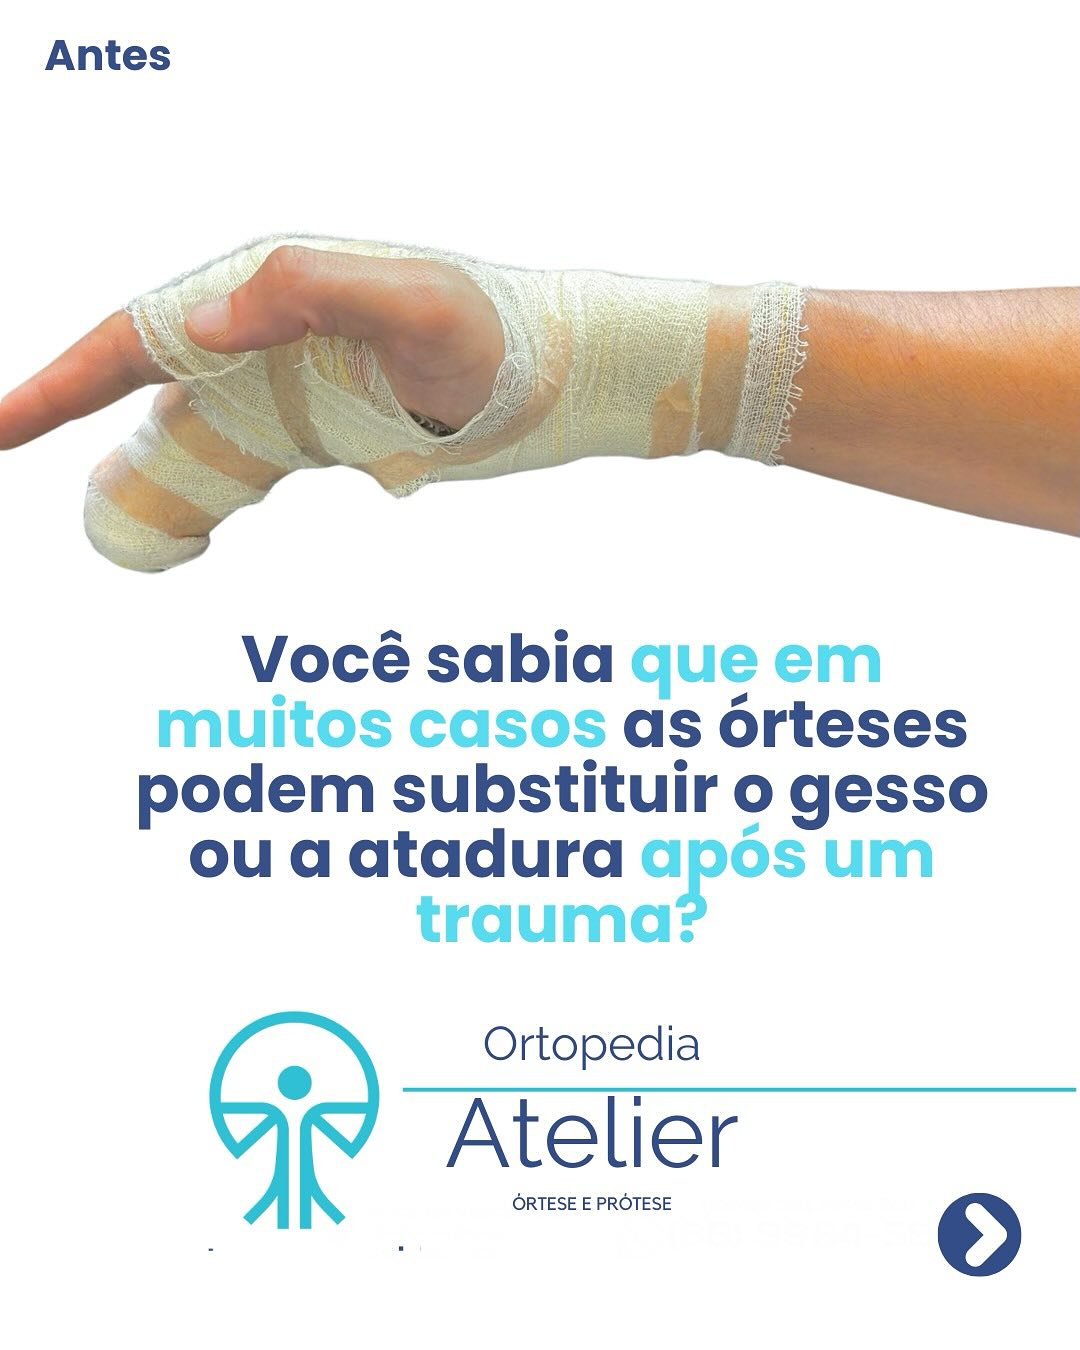 Antes
Você sabia que em
muitos casos as órteses
podem substituir o gesso
ou a atadura após um
trauma?
Ortopedia
Atelier
ÓRTESE E PRÓTESE